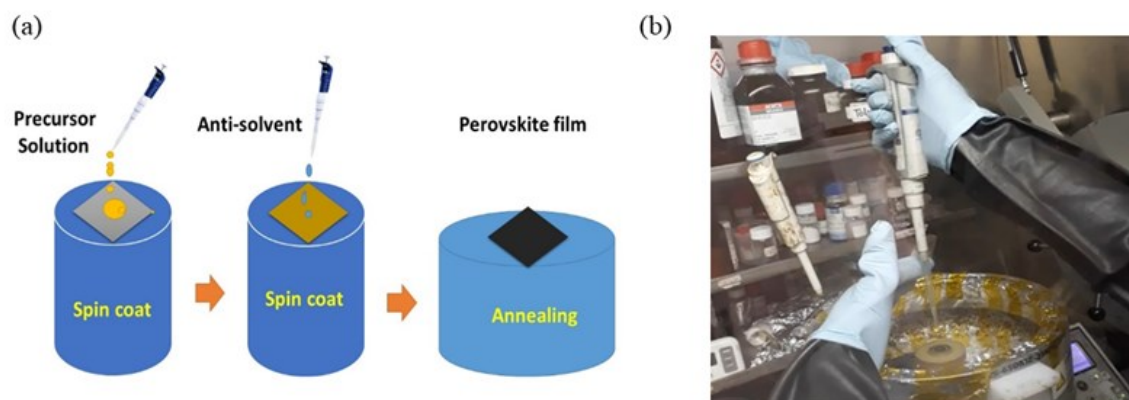 (a)
(b)
Precursor
Solution
Anti-solvent
Perovskite film
Spin coat
Spin coat
Annealing